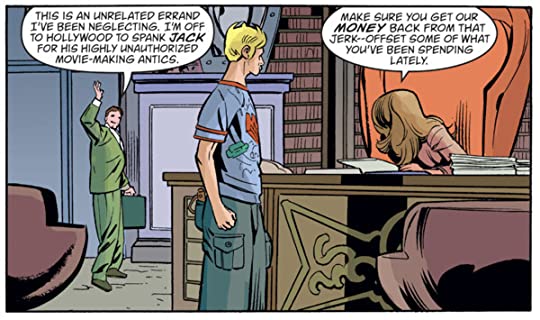 THIS IS AN UNRELATED ERRAND
I'VE BEEN NEGLECTING. I'M OFF
TO HOLLYWOOD TO SPANK JACK
FOR HIS HIGHLY UNAUTHORIZED
MOVIE-MAKING ANTICS.
MAKE SURE YOU GET OUR
MONEY BACK FROM THAT
JERK--OFFSET SOME OF WHAT
YOU'VE BEEN SPENDING
LATELY.